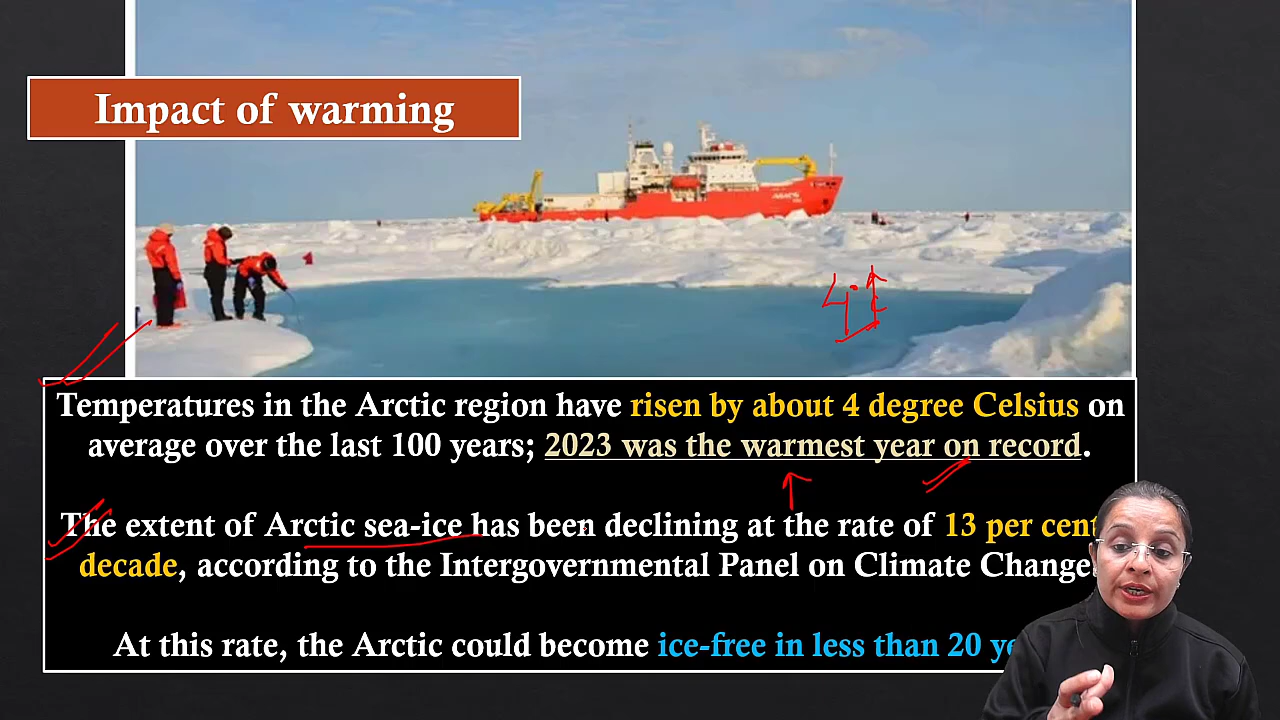 Impact of warming
ARAON
4°C
Temperatures in the Arctic region have risen by about 4 degree Celsius on
average over the last 100 years; 2023 was the warmest year on record.
The extent of Arctic sea-ice has been declining at the rate of 13 per cent
decade, according to the Intergovernmental Panel on Climate Change
At this rate, the Arctic could become ice-free in less than 20